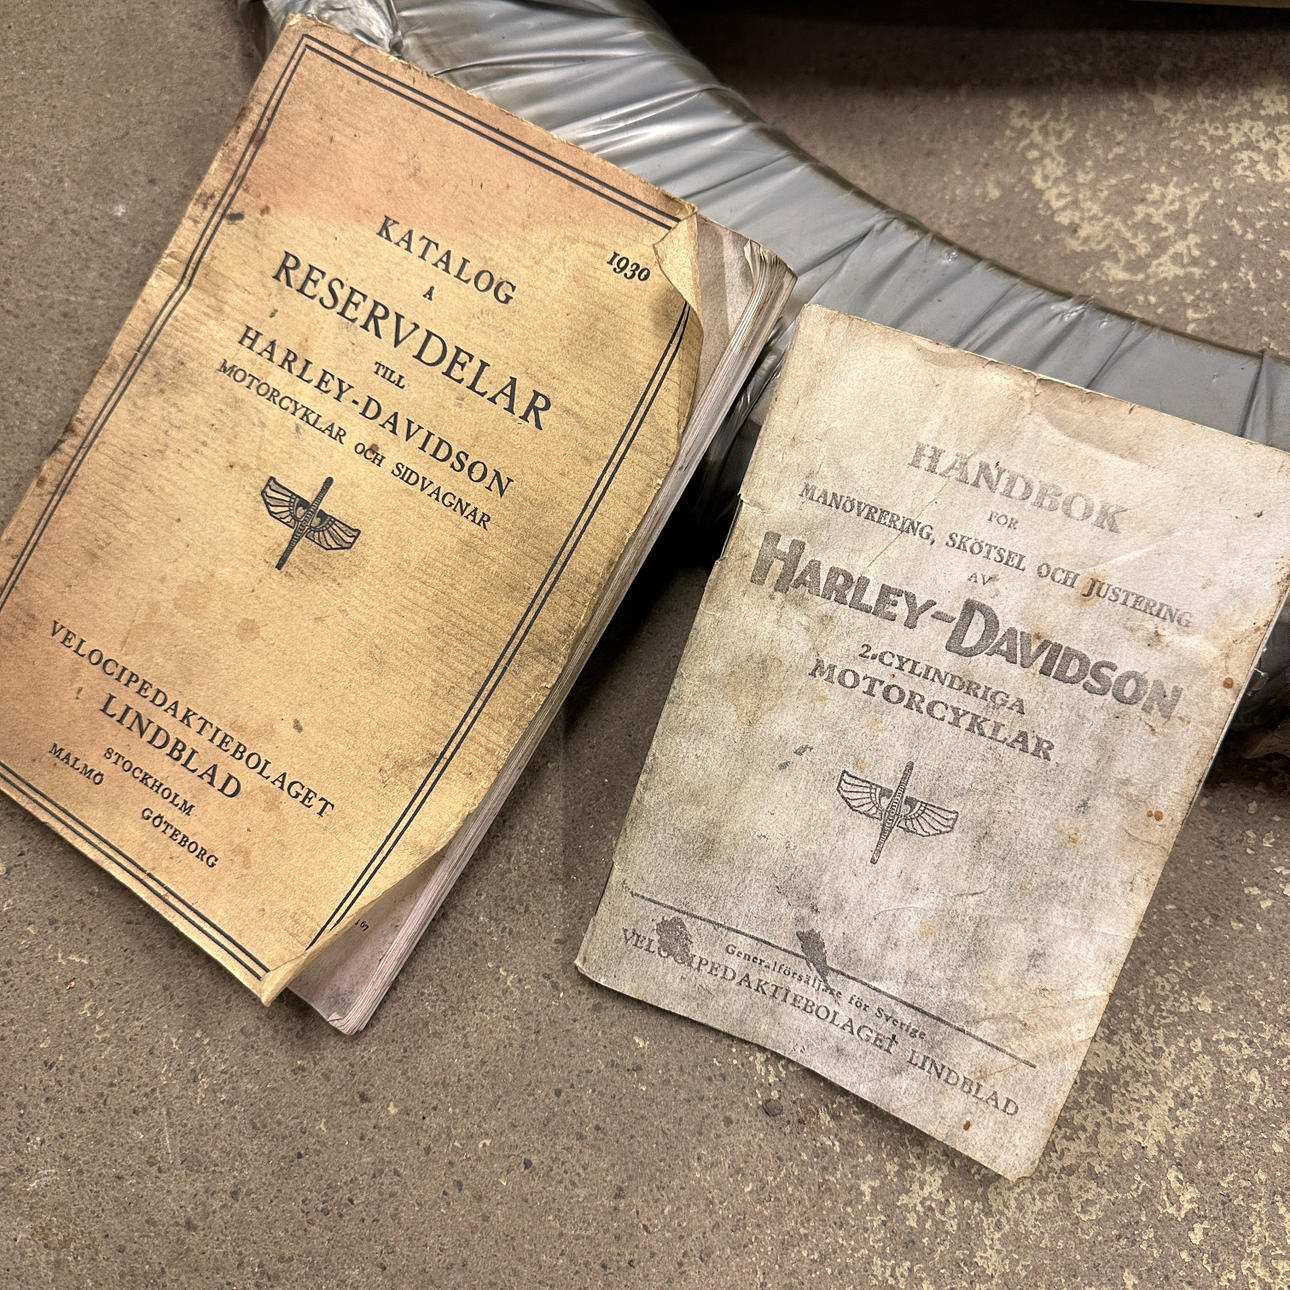 1930
KATALOG
Å
RESERVDELAR
TILL
HARLEY-DAVIDSON
MOTORCYKLAR OCH SIDVAGNAR
VELOCIPEDAKTIEBOLAGET
LINDBLAD
STOCKHOLM
MALMÖ GÖTEBORG
HANDBOK
FÖR
MANÖVRERING, SKÖTSEL OCH JUSTERING
AV
HARLEY-DAVIDSON
2-CYLINDRIGA
MOTORCYKLAR
Generalförsäljare för Sverige
VELOCIPEDAKTIEBOLAGET LINDBLAD